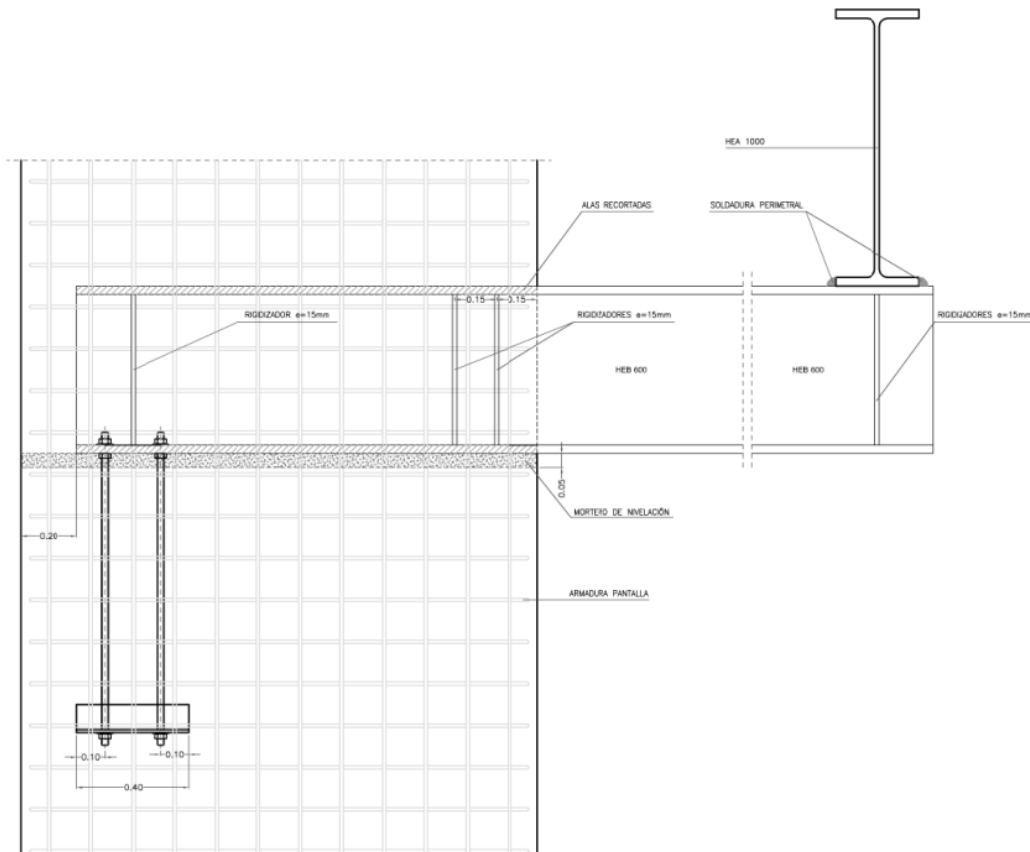 HEA 1000
ALAS RECORTADAS
SOLDADURA PERIMETRAL
0.15
0.15
RIGIDIZADOR e=15mm
RIGIDIZADORES e=15mm
RIGIDIZADORES e=15mm
HEB 600
HEB 600
0.05
MORTERO DE NIVELACIÓN
0.20
ARMADURA PANTALLA
0.10
0.10
0.40